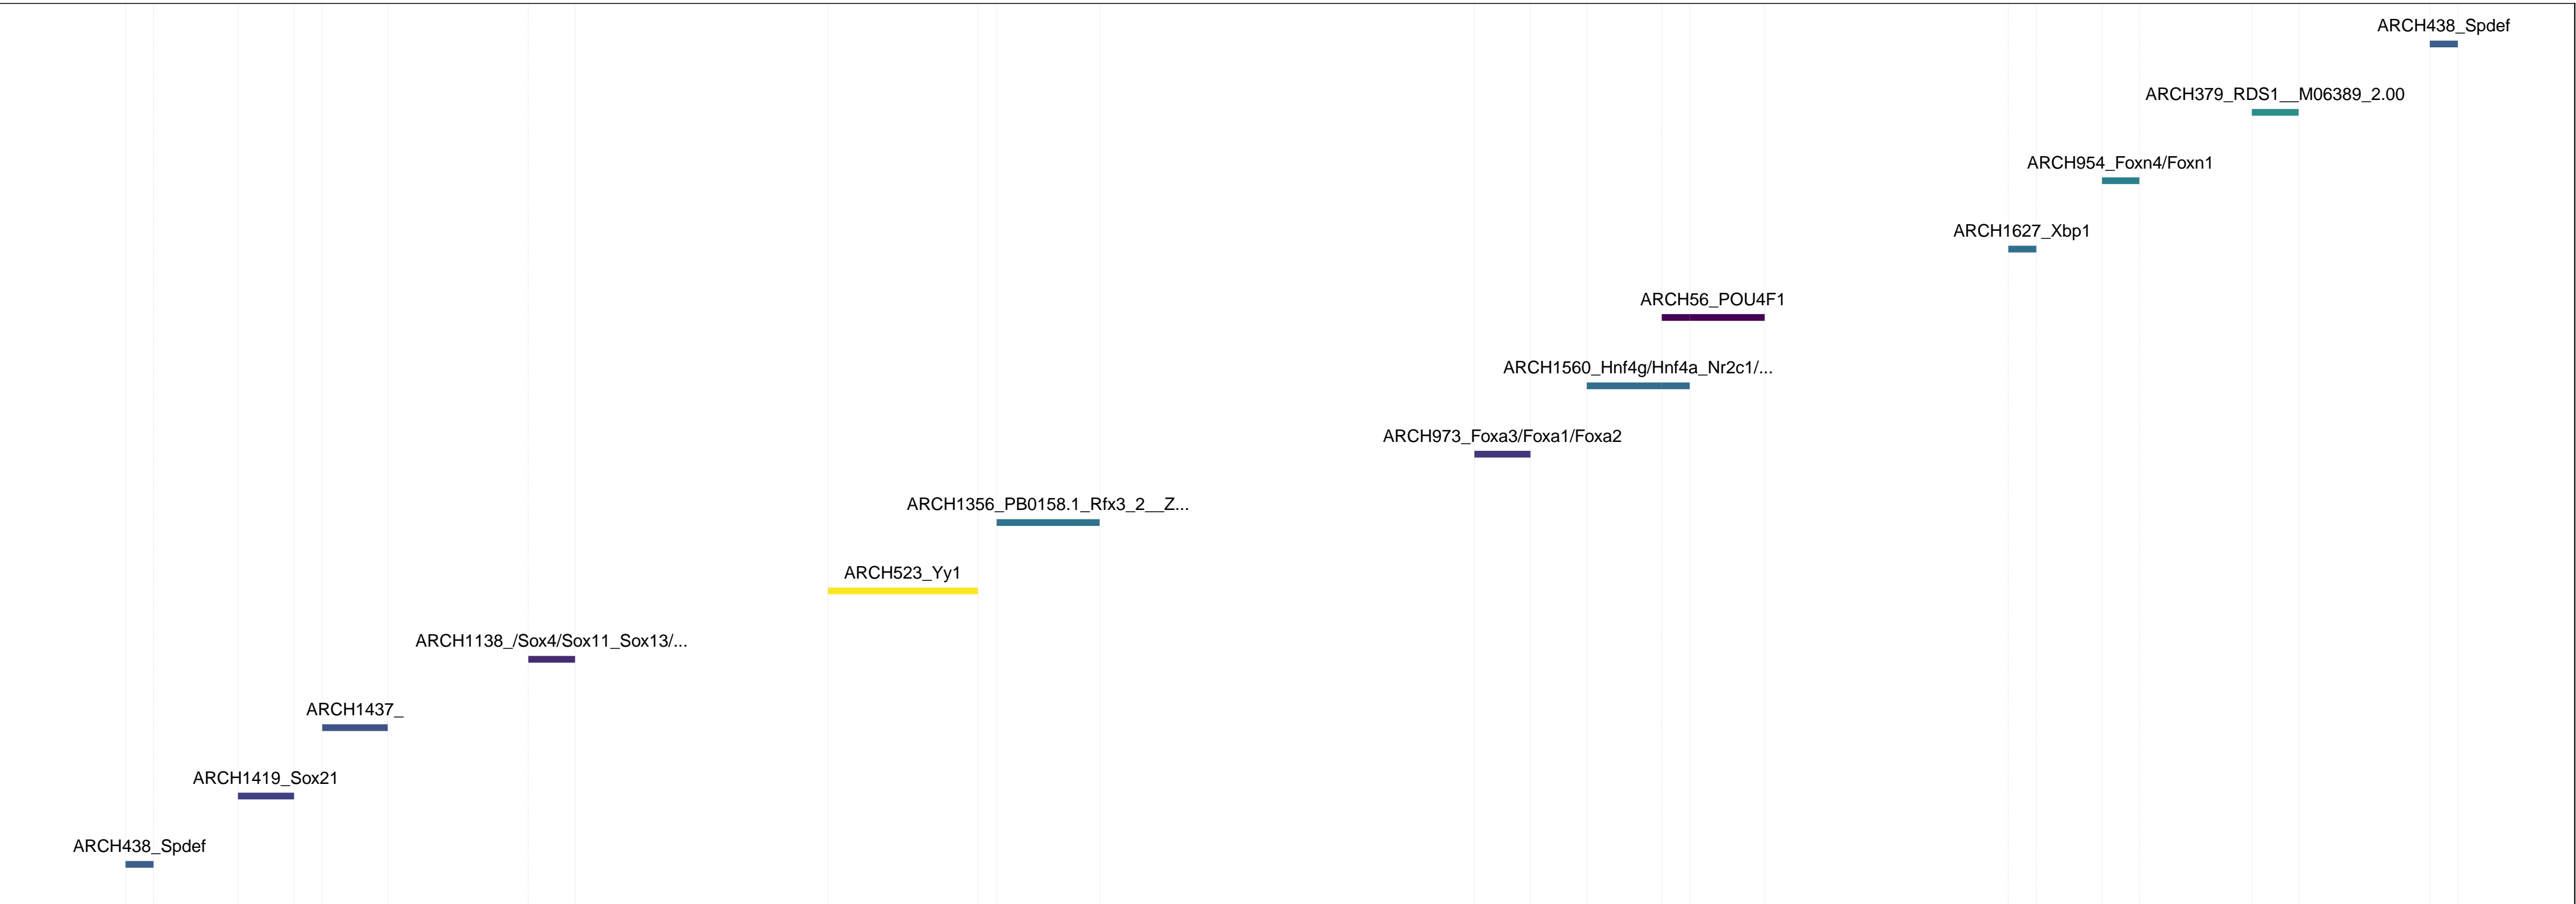 ARCH438_Spdef
ARCH379_RDS1__M06389_2.00
ARCH954_Foxn4/Foxn1
ARCH1627_Xbp1
ARCH56_POU4F1
ARCH1560_Hnf4g/Hnf4a_Nr2c1/...
ARCH973_Foxa3/Foxa1/Foxa2
ARCH1356_PB0158.1_Rfx3_2__Z...
ARCH523_Yy1
ARCH1138_/Sox4/Sox11_Sox13/...
ARCH1437_
ARCH1419_Sox21
ARCH438_Spdef